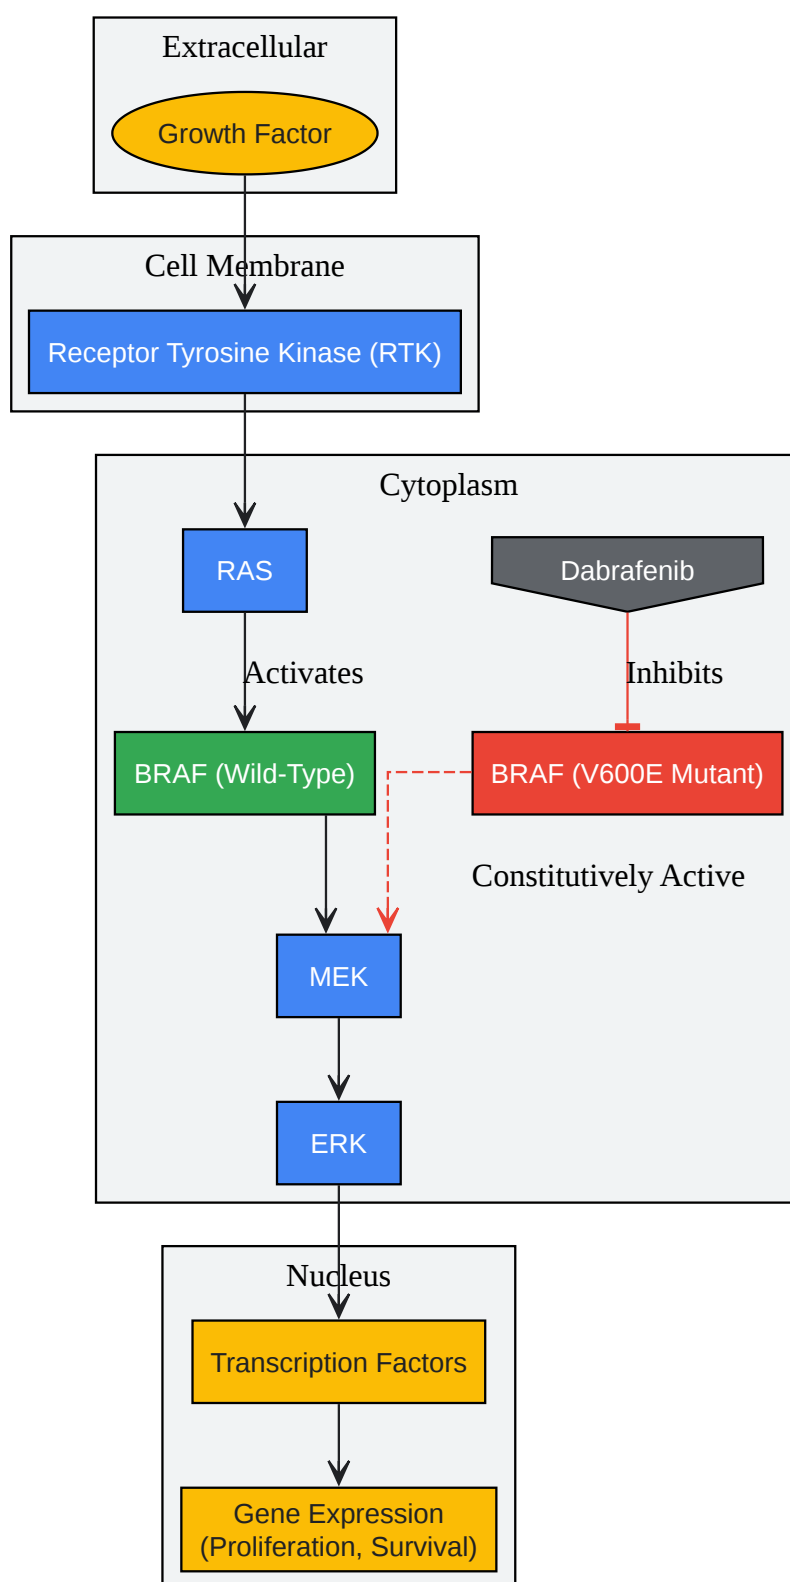 Extracellular
Growth Factor
Cell Membrane
Receptor Tyrosine Kinase (RTK)
Cytoplasm
RAS
Dabrafenib
Activates
Inhibits
BRAF (Wild-Type)
BRAF (V600E Mutant)
Constitutively Active
MEK
ERK
Nucleus
Transcription Factors
Gene Expression
(Proliferation, Survival)